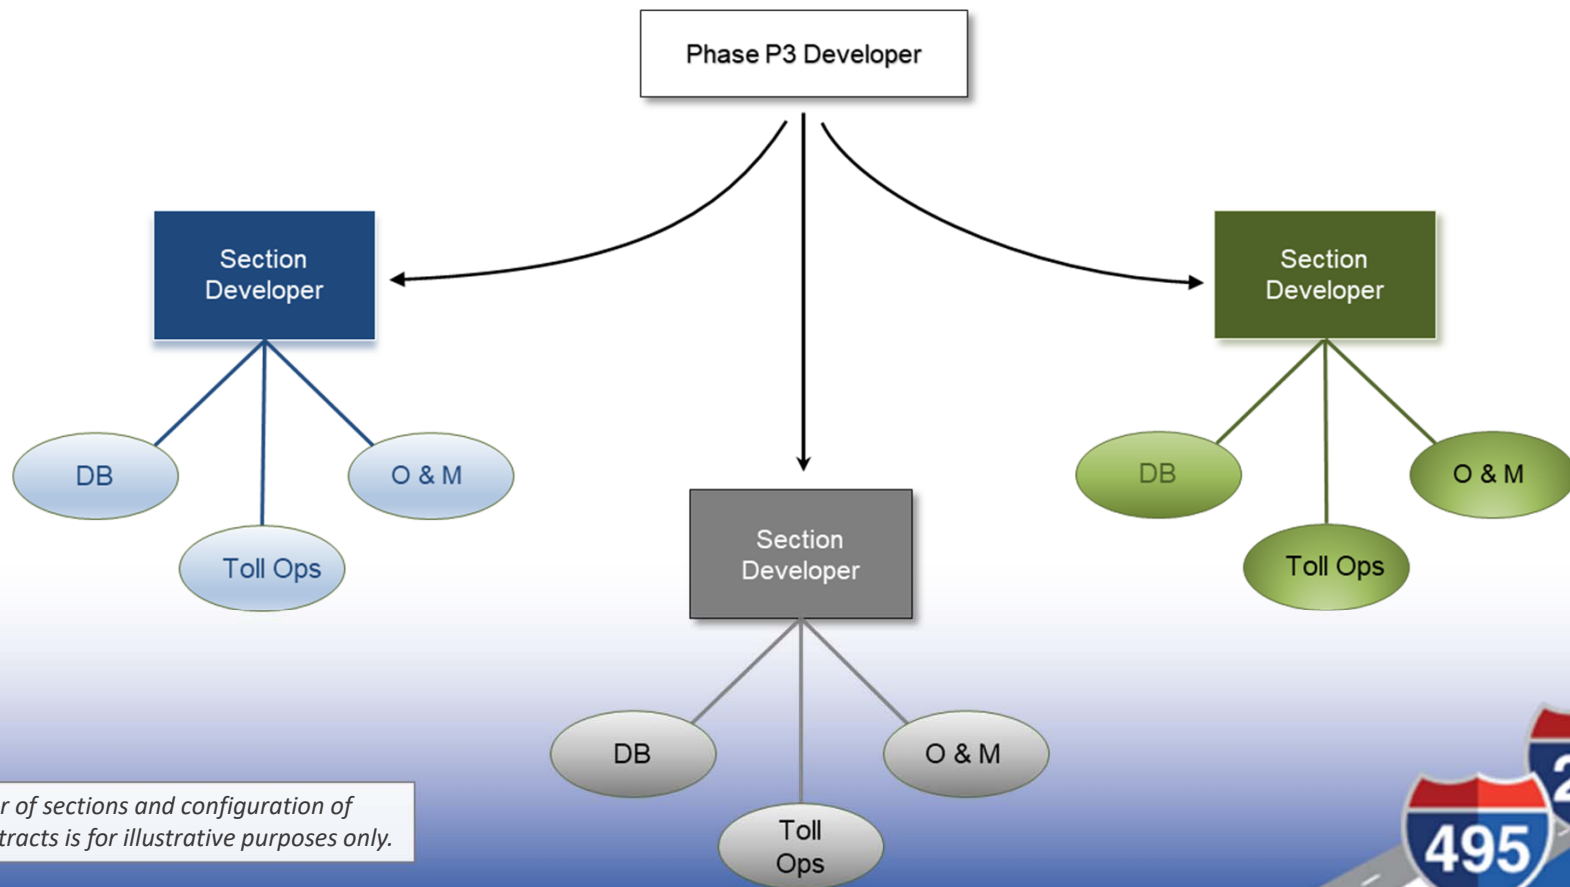 Phase P3 Developer
Section
Developer
Section
Developer
DB
O & M
Toll Ops
DB
O & M
Toll Ops
Section
Developer
DB
O & M
Toll
Ops
of sections and configuration of
is for illustrative purposes only.
495